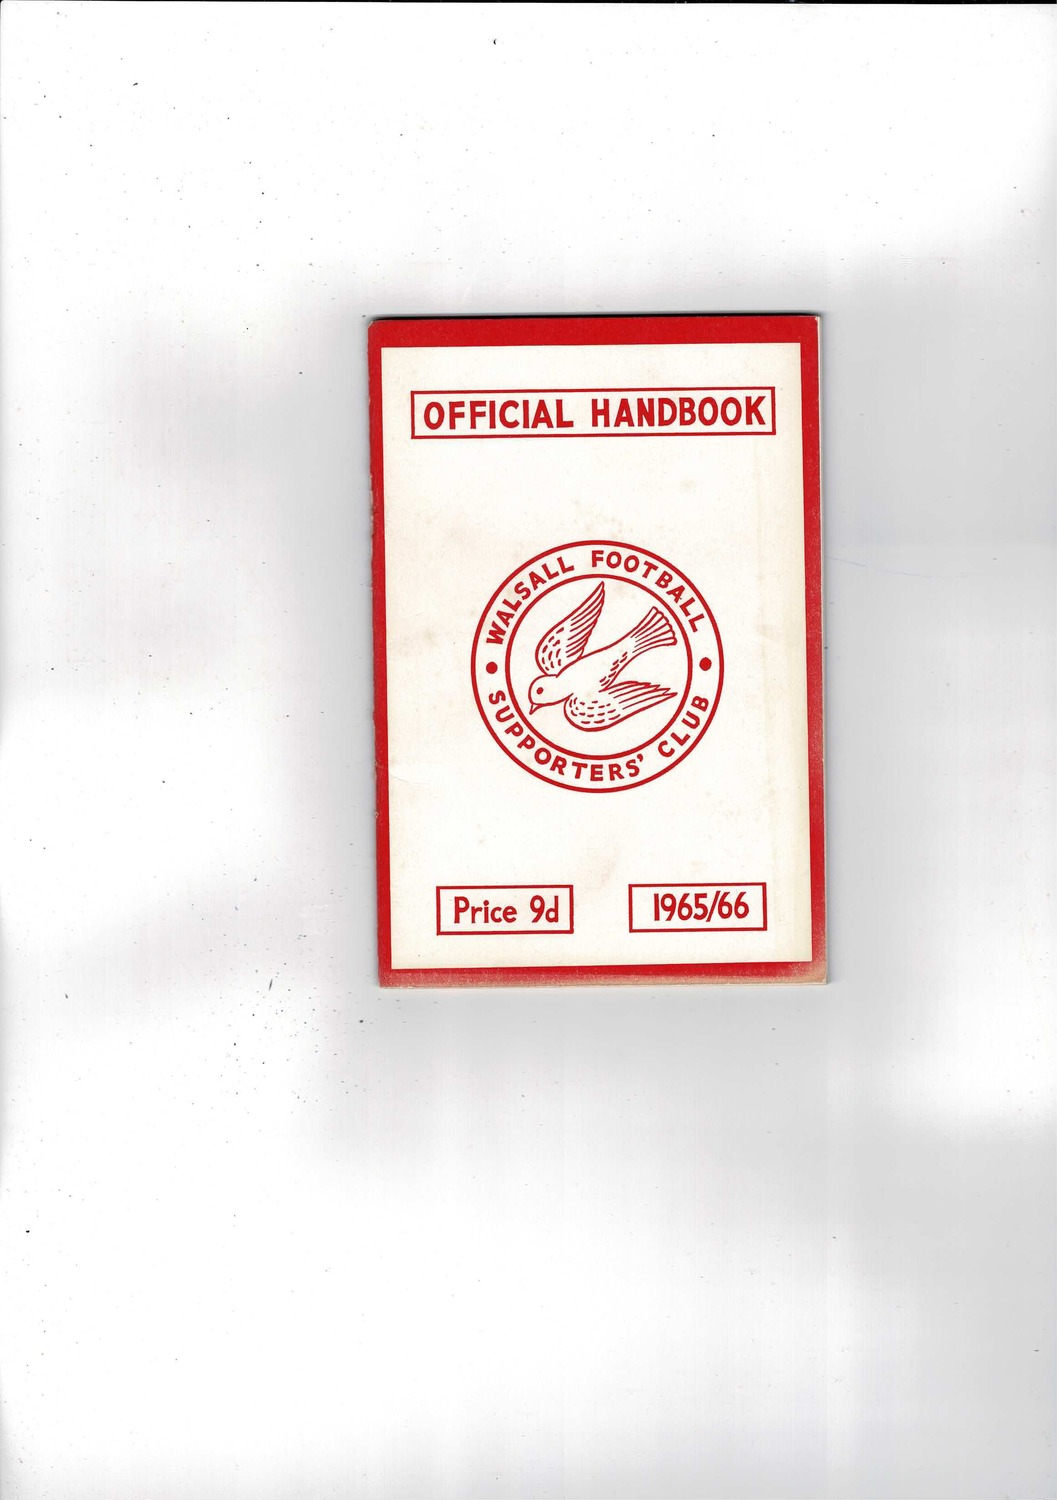 OFFICIAL HANDBOOK
WALSALL FOOTBALL
SUPPORTERS' CLUB
Price 9d
1965/66